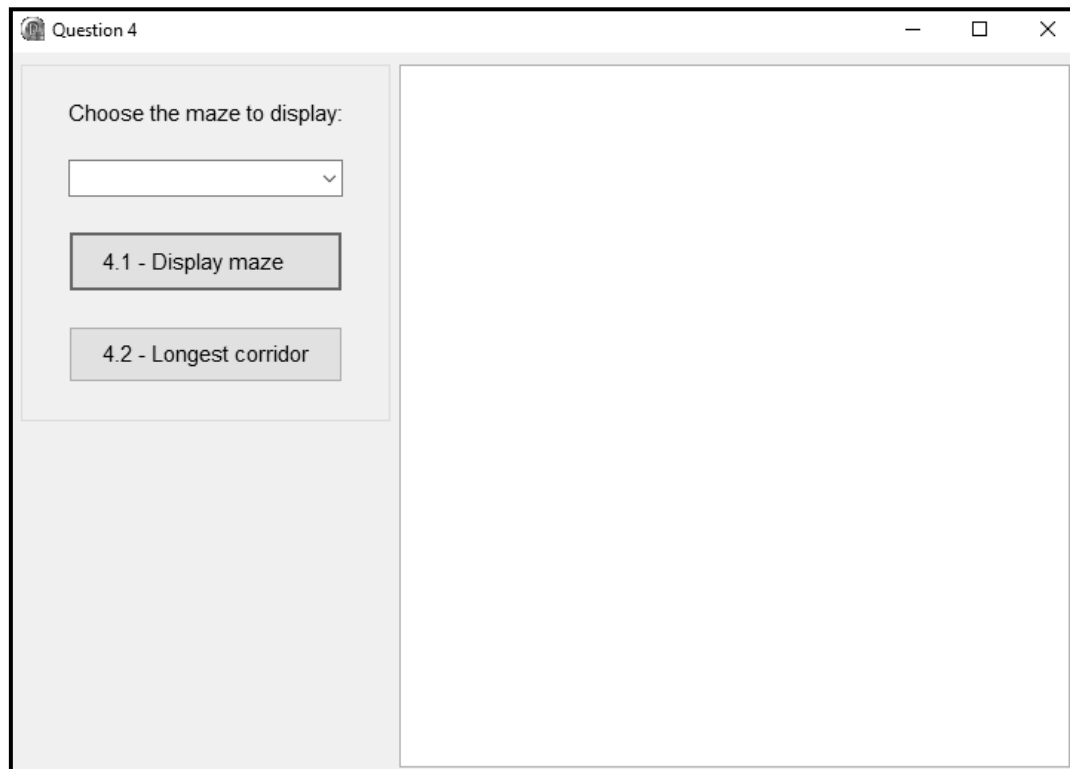 Question 4
Choose the maze to display:
4.1 - Display maze
4.2 - Longest corridor